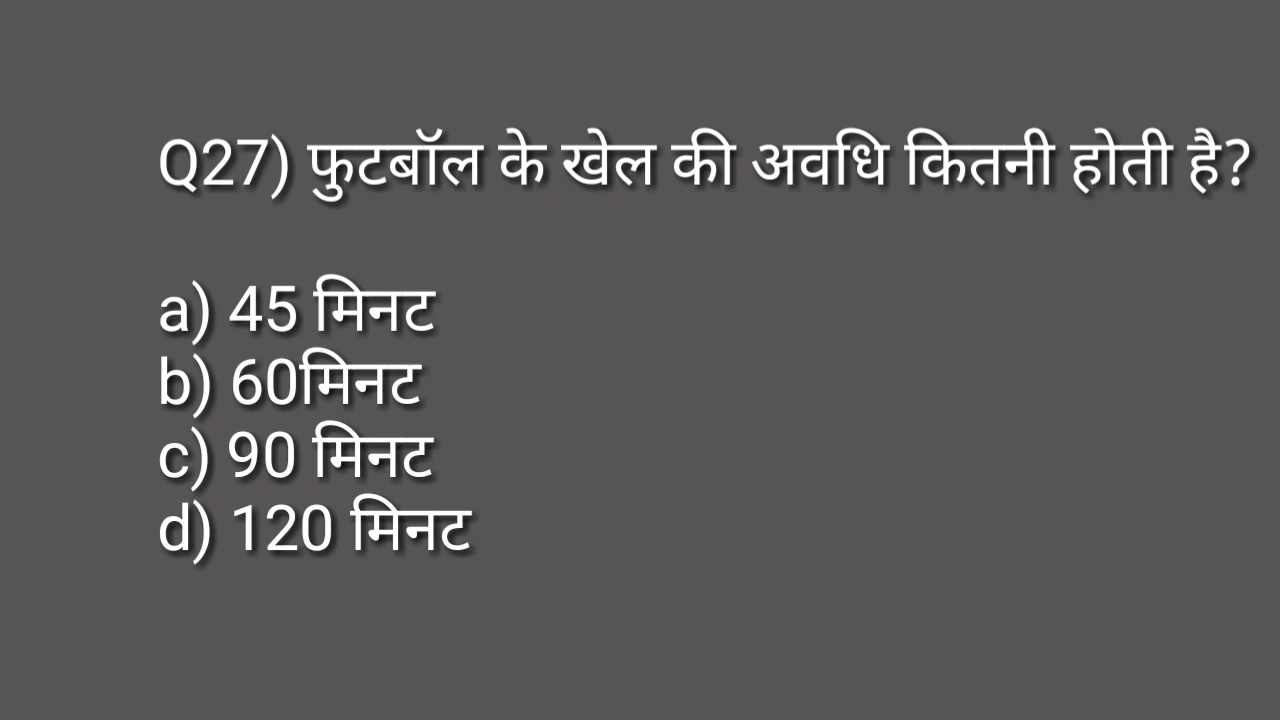 Q27) फुटबॉल के खेल की अवधि कितनी होती है?
a) 45 मिनट
b) 60मिनट
c) 90 मिनट
d) 120 मिनट